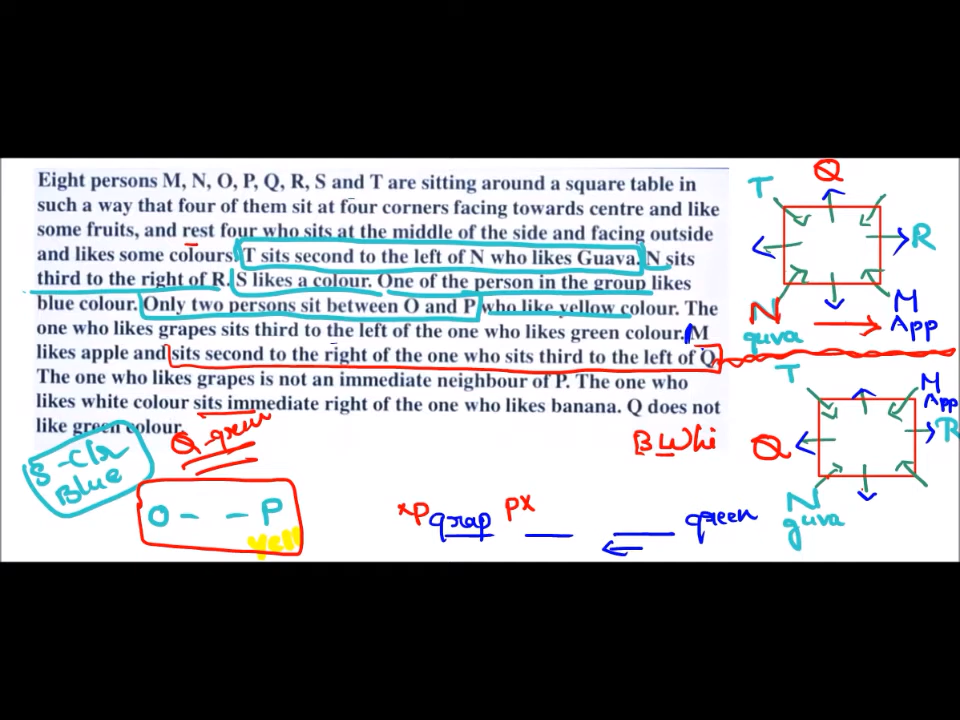 Eight persons M, N, O, P, Q, R, S and T are sitting around a square table in
such a way that four of them sit at four corners facing towards centre and like
some fruits, and rest four who sits at the middle of the side and facing outside
and likes some colours. T sits second to the left of N who likes Guava. N sits
third to the right of R. S likes a colour. One of the person in the group likes
blue colour. Only two persons sit between O and P who like yellow colour. The
one who likes grapes sits third to the left of the one who likes green colour. M
likes apple and sits second to the right of the one who sits third to the left of Q.
The one who likes grapes is not an immediate neighbour of P. The one who
likes white colour sits immediate right of the one who likes banana. Q does not
like green colour.
Q
T
R
N
guva
M
App
T
M
App
R
Q
N
guva
S - Clr
Blue
Q - green
O - - P
Yell
B Whi
xP grap Px
green